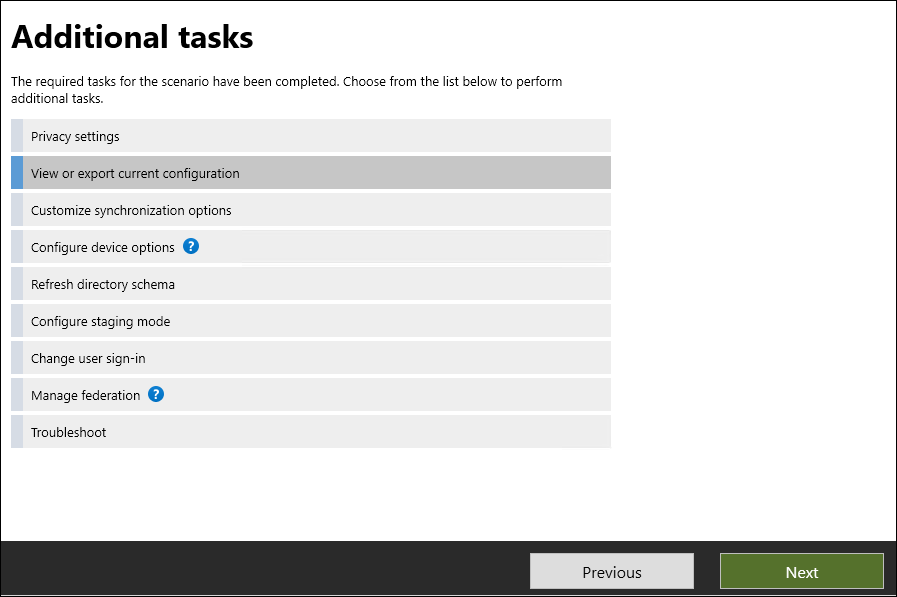 Additional tasks
The required tasks for the scenario have been completed. Choose from the list below to perform
additional tasks.
Privacy settings
View or export current configuration
Customize synchronization options
Configure device options ?
Refresh directory schema
Configure staging mode
Change user sign-in
Manage federation ?
Troubleshoot
Previous Next